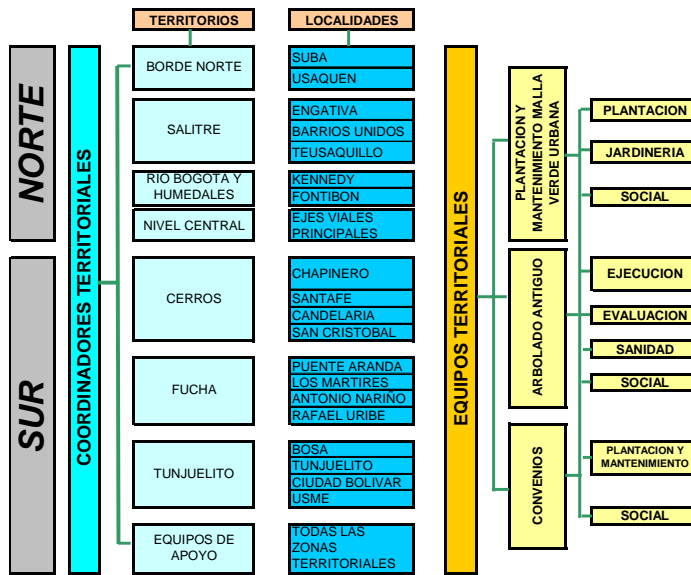 TERRITORIOS
LOCALIDADES
NORTE
SUR
COORDINADORES TERRITORIALES
BORDE NORTE
SUBA
USAQUEN
SALITRE
ENGATIVA
BARRIOS UNIDOS
TEUSAQUILLO
RIO BOGOTA Y
HUMEDALES
KENNEDY
FONTIBON
NIVEL CENTRAL
EJES VIALES
PRINCIPALES
CERROS
CHAPINERO
SANTAFE
CANDELARIA
SAN CRISTOBAL
FUCHA
PUENTE ARANDA
LOS MARTIRES
ANTONIO NARIÑO
RAFAEL URIBE
TUNJUELITO
BOSA
TUNJUELITO
CIUDAD BOLIVAR
USME
EQUIPOS DE
APOYO
TODAS LAS
ZONAS
TERRITORIALES
EQUIPOS TERRITORIALES
PLANTACION Y
MANTENIMIENTO MALLA
VERDE URBANA
PLANTACION
JARDINERIA
SOCIAL
ARBOLADO ANTIGUO
EJECUCION
EVALUACION
SANIDAD
SOCIAL
CONVENIOS
PLANTACION Y
MANTENIMIENTO
SOCIAL